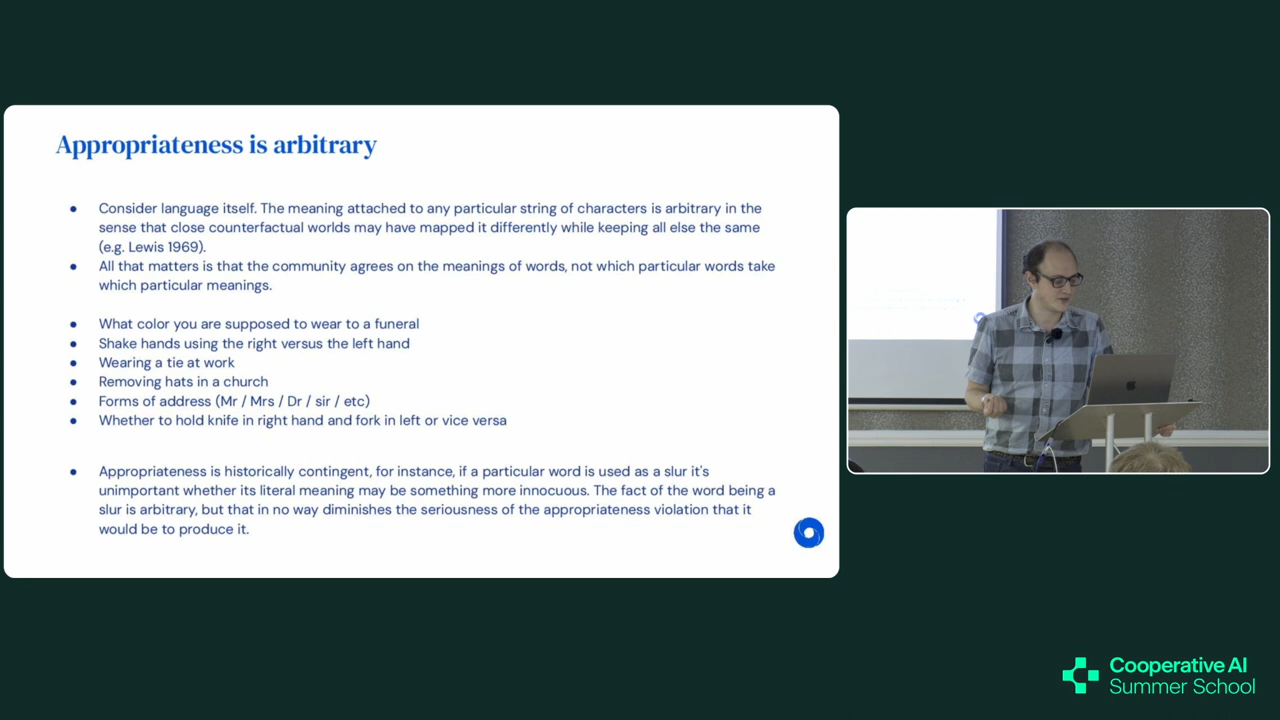 Appropriateness is arbitrary
● Consider language itself. The meaning attached to any particular string of characters is arbitrary in the
sense that close counterfactual worlds may have mapped it differently while keeping all else the same
(e.g. Lewis 1969).
● All that matters is that the community agrees on the meanings of words, not which particular words take
which particular meanings.
● What color you are supposed to wear to a funeral
● Shake hands using the right versus the left hand
● Wearing a tie at work
● Removing hats in a church
● Forms of address (Mr / Mrs / Dr / sir / etc)
● Whether to hold knife in right hand and fork in left or vice versa
● Appropriateness is historically contingent, for instance, if a particular word is used as a slur it's
unimportant whether its literal meaning may be something more innocuous. The fact of the word being a
slur is arbitrary, but that in no way diminishes the seriousness of the appropriateness violation that it
would be to produce it.
Cooperative AI
Summer School